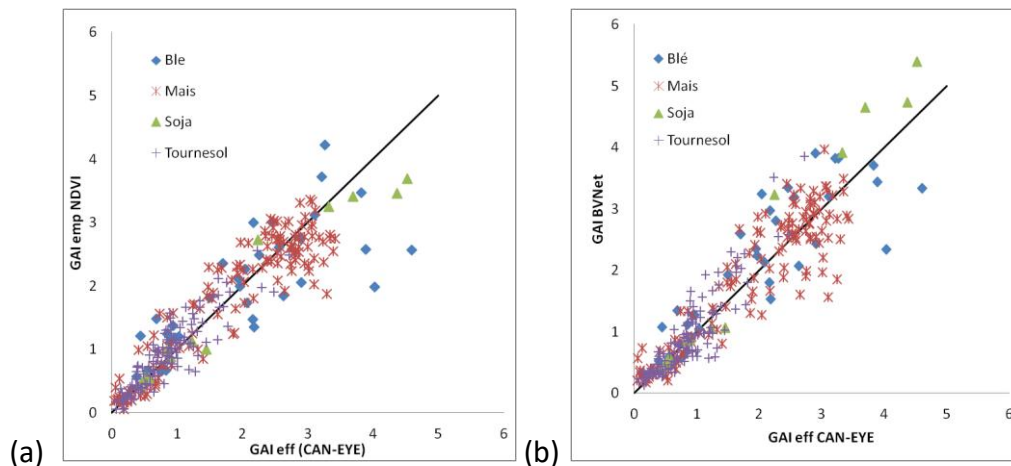 6
5
4
3
2
1
0
Ble
Mais
Soja
Tournesol
GAI emp NDVI
0 1 2 3 4 5 6
GAI eff (CAN-EYE)
(a)
6
5
4
3
2
1
0
Blé
Mais
Soja
Tournesol
GAI BVNet
0 1 2 3 4 5 6
GAI eff CAN-EYE
(b)